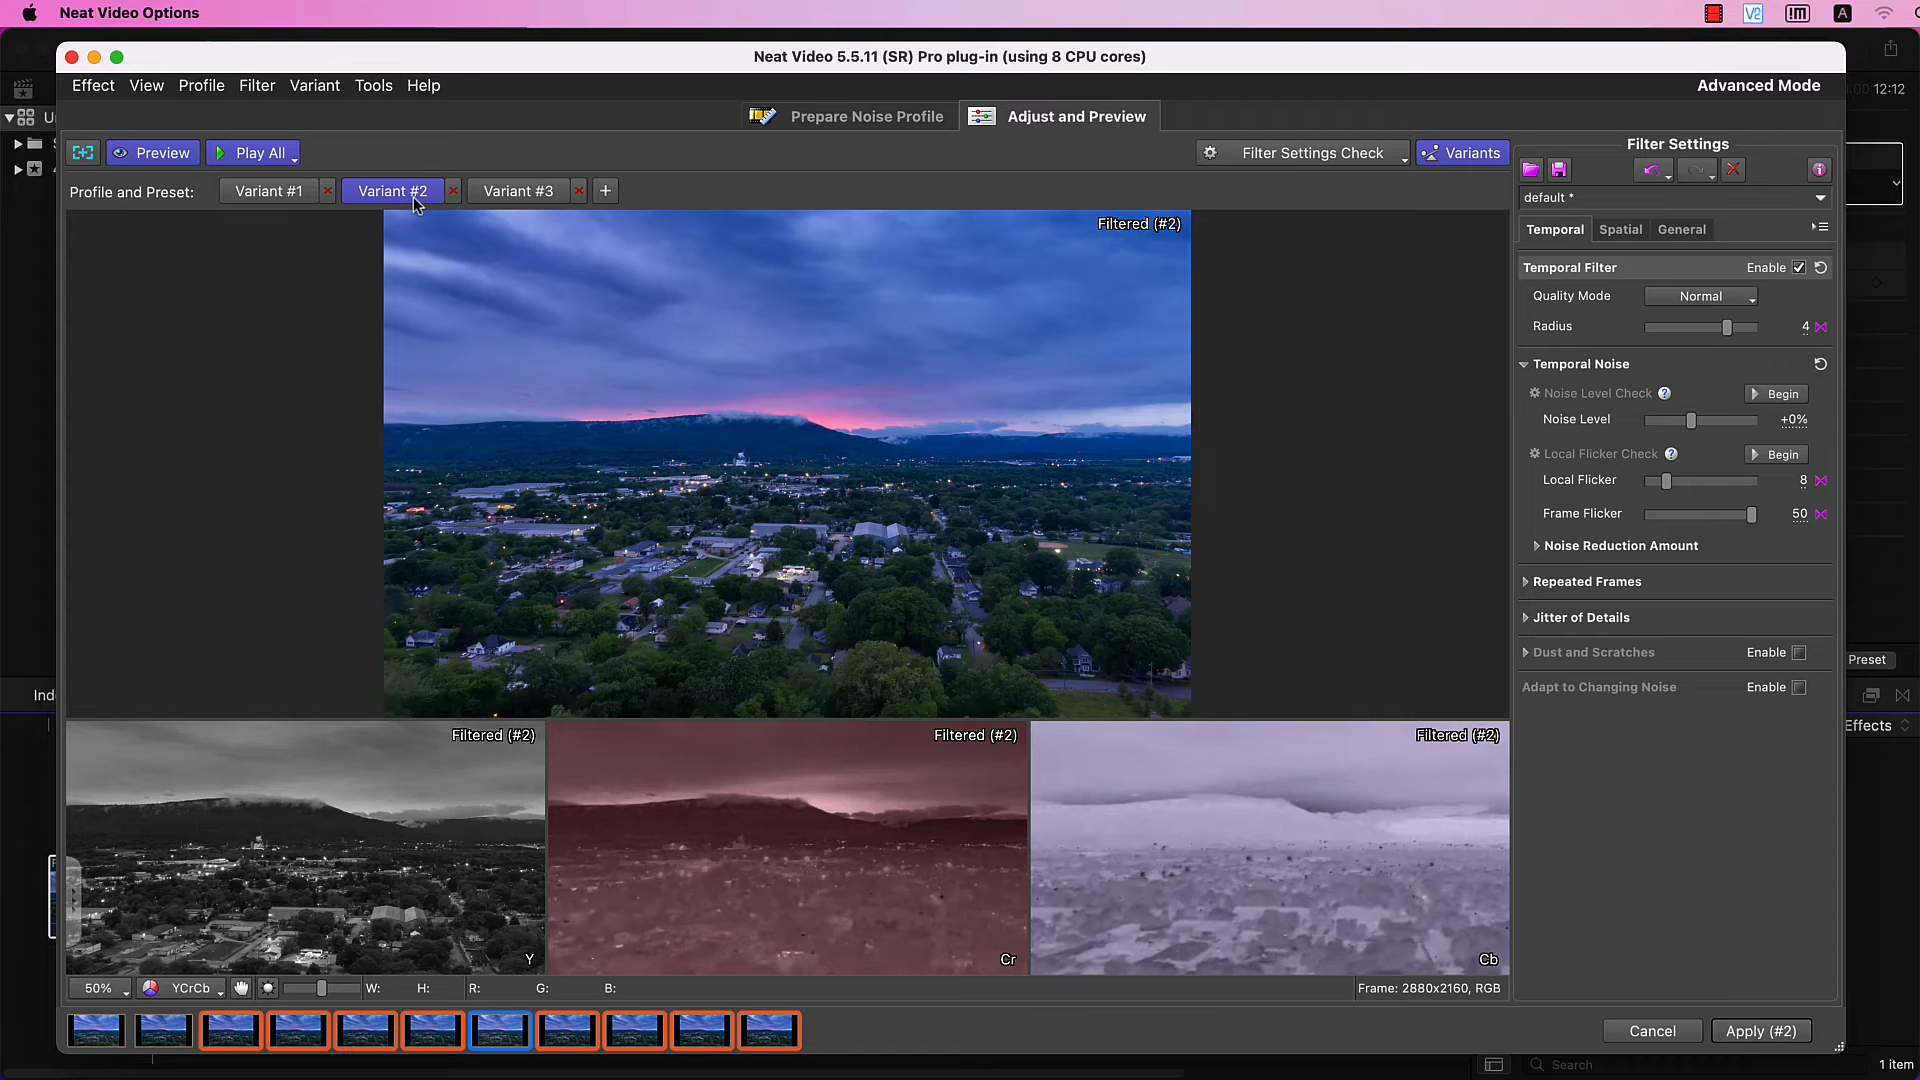 Neat Video Options
V2
A
Neat Video 5.5.11 (SR) Pro plug-in (using 8 CPU cores)
Effect View Profile Filter Variant Tools Help
Advanced Mode
12:12
Prepare Noise Profile
Adjust and Preview
Preview
Play All
Filter Settings Check
Variants
Filter Settings
Profile and Preset:
Variant #1
Variant #2
Variant #3
default *
Filtered (#2)
Temporal
Spatial
General
Temporal Filter
Enable
Quality Mode
Normal
Radius
4
Temporal Noise
Noise Level Check
Begin
Noise Level
+0%
Local Flicker Check
Begin
Local Flicker
8
Frame Flicker
50
Noise Reduction Amount
Repeated Frames
Jitter of Details
Dust and Scratches
Enable
Adapt to Changing Noise
Enable
Preset
Effects
Filtered (#2)
Y
Filtered (#2)
Cr
Filtered (#2)
Cb
50%
YCrCb
W:
H:
R:
G:
B:
Frame: 2880x2160, RGB
Cancel
Apply (#2)
Search
1 item